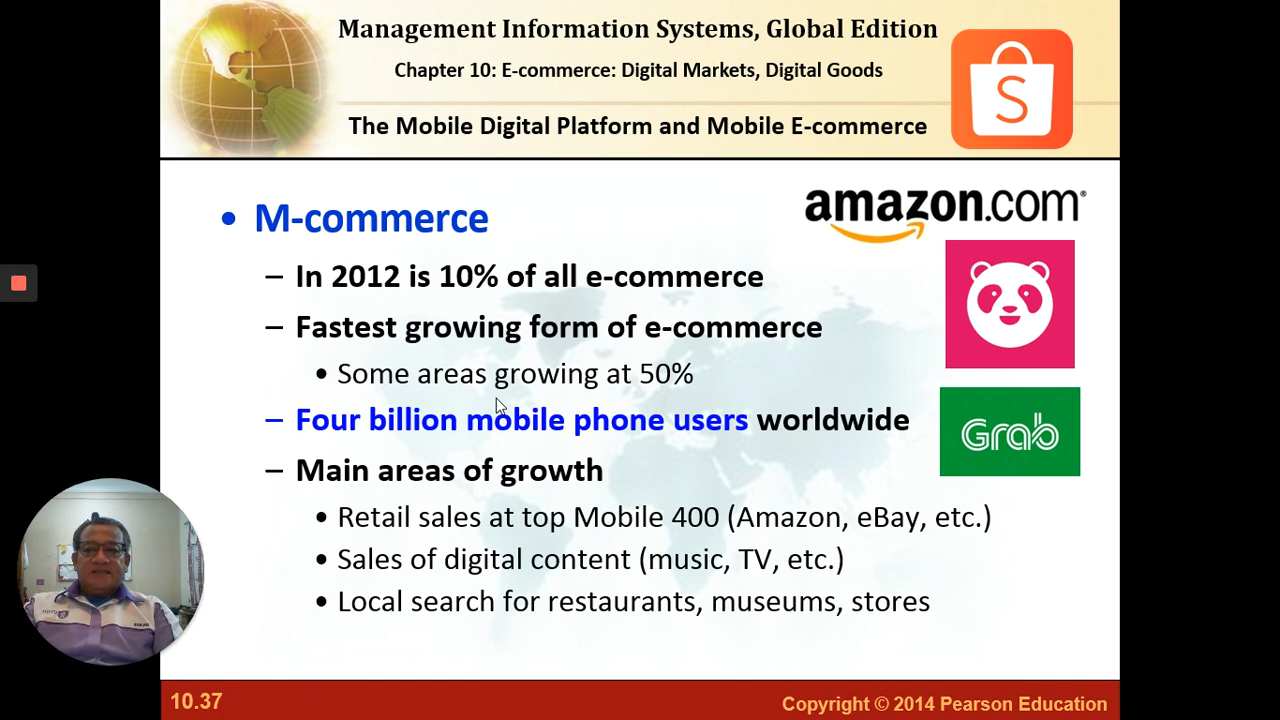 Management Information Systems, Global Edition
Chapter 10: E-commerce: Digital Markets, Digital Goods
The Mobile Digital Platform and Mobile E-commerce
S
amazon.com®
• M-commerce
– In 2012 is 10% of all e-commerce
– Fastest growing form of e-commerce
• Some areas growing at 50%
– Four billion mobile phone users worldwide
Grab
– Main areas of growth
• Retail sales at top Mobile 400 (Amazon, eBay, etc.)
• Sales of digital content (music, TV, etc.)
• Local search for restaurants, museums, stores
10.37
Copyright © 2014 Pearson Education